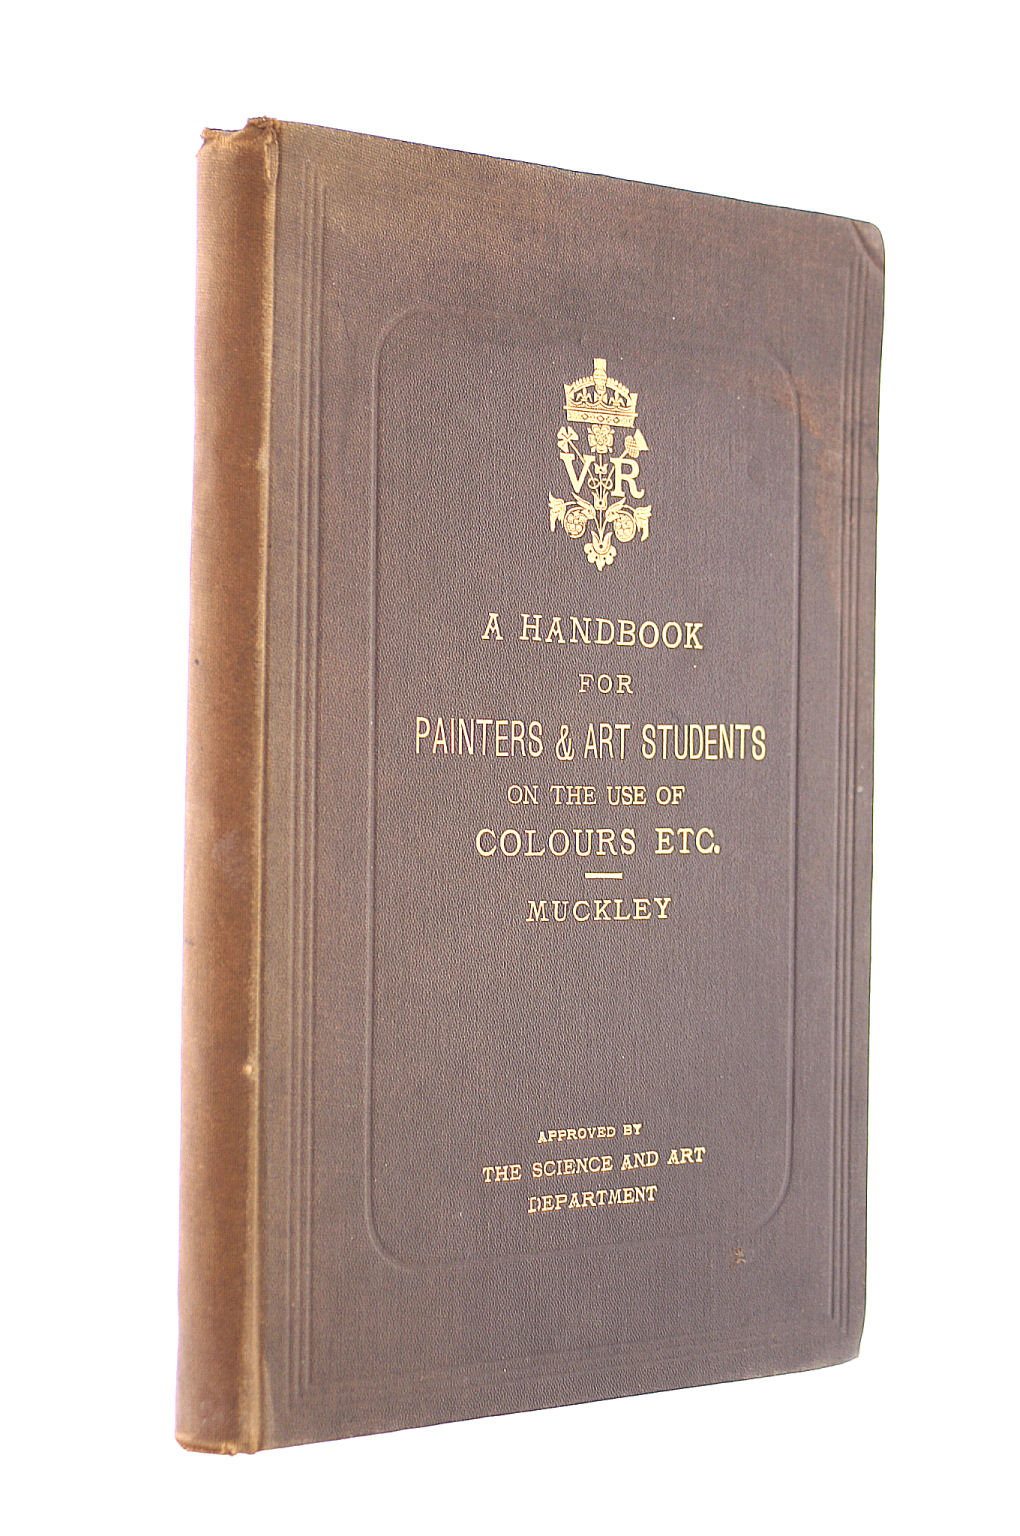 V R
A HANDBOOK
FOR
PAINTERS & ART STUDENTS
ON THE USE OF
COLOURS ETC.
MUCKLEY
APPROVED BY
THE SCIENCE AND ART
DEPARTMENT